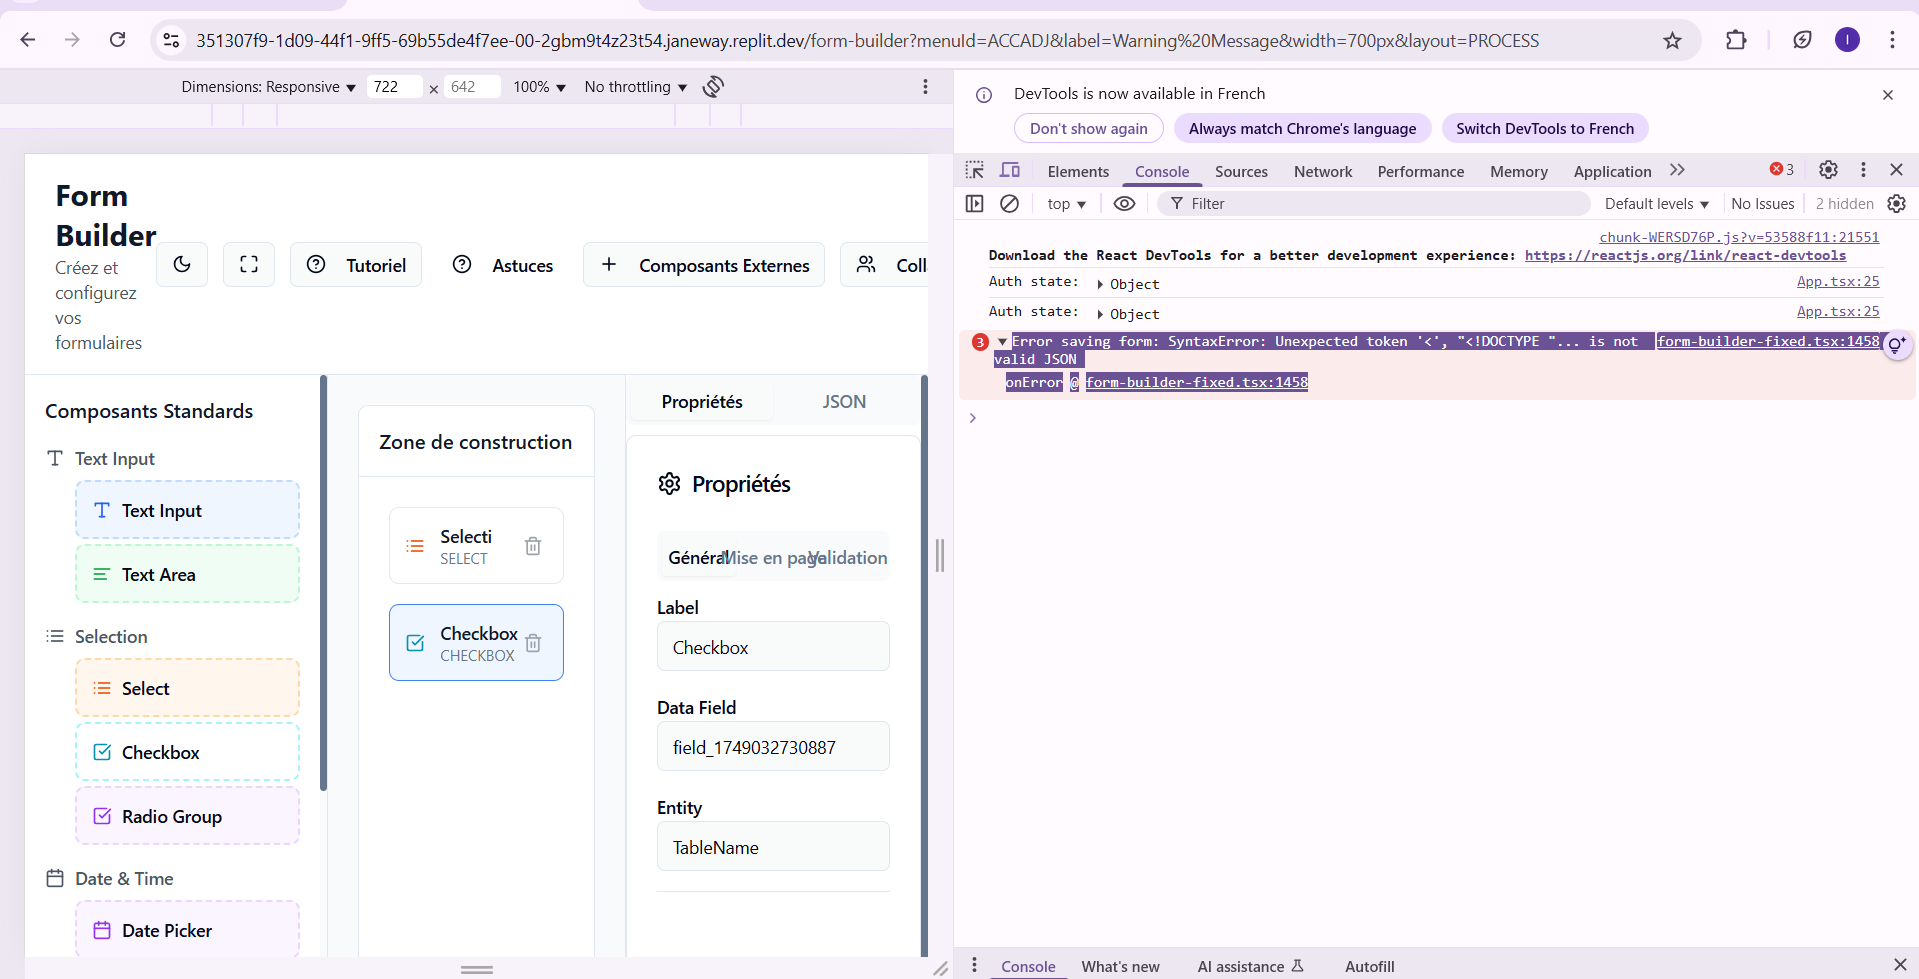 351307f9-1d09-44f1-9ff5-69b55de4f7ee-00-2gbm9t4z23t54.janeway.replit.dev/form-builder?menuId=ACCADJ&label=Warning%20Message&width=700px&layout=PROCESS
I
Dimensions: Responsive 722 × 642 100% No throttling
Form
Builder
Créez et
configurez
vos
formulaires
Tutoriel
Astuces
Composants Externes
Coll
Composants Standards
Text Input
Text Input
Text Area
Selection
Select
Checkbox
Radio Group
Date & Time
Date Picker
Zone de construction
Selecti
SELECT
Checkbox
CHECKBOX
Propriétés
JSON
Propriétés
Général
Mise en page
Validation
Label
Checkbox
Data Field
field_1749032730887
Entity
TableName
DevTools is now available in French
Don't show again
Always match Chrome's language
Switch DevTools to French
Elements Console Sources Network Performance Memory Application 3
top Filter Default levels No Issues 2 hidden
chunk-WERSD76P.js?v=53588f11:21551
Download the React DevTools for a better development experience: https://reactjs.org/link/react-devtools
Auth state: Object App.tsx:25
Auth state: Object App.tsx:25
3 Error saving form: SyntaxError: Unexpected token '<', "<!DOCTYPE "... is not form-builder-fixed.tsx:1458
valid JSON
onError @ form-builder-fixed.tsx:1458
Console What's new AI assistance Autofill